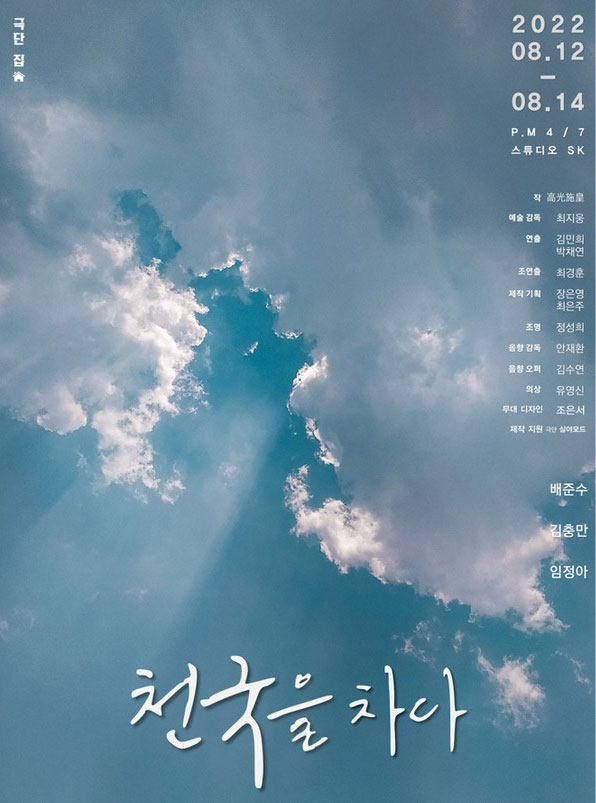 극단 집
2022
08.12
–
08.14
P.M 4 / 7
스튜디오 SK
작 高光施皇
예술 감독 최지웅
연출 김민희
박채연
조연출 최경훈
제작 기획 장은영
최은주
조명 정성희
음향 감독 안재환
음향 오퍼 김수연
의상 유영신
무대 디자인 조은서
제작 지원 극단 심야모드
배준수
김충만
임정아
천국을 차다